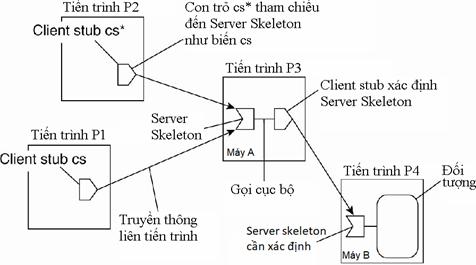 Tiến trình P2
Client stub cs*
Con trỏ cs* tham chiếu
đến Server Skeleton
như biến cs
Tiến trình P3
Client stub xác định
Server Skeleton
Server
Skeleton
Máy A
Gọi cục bộ
Tiến trình P1
Client stub cs
Truyền thông
liên tiến trình
Tiến trình P4
Đối
tượng
Server skeleton
cần xác định
Máy B